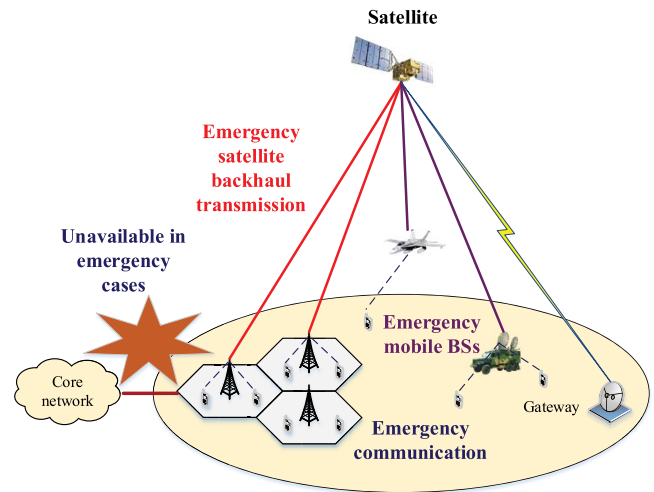 Satellite
Emergency
satellite
backhaul
transmission
Unavailable in
emergency
cases
Emergency
mobile BSs
Core
network
Gateway
Emergency
communication